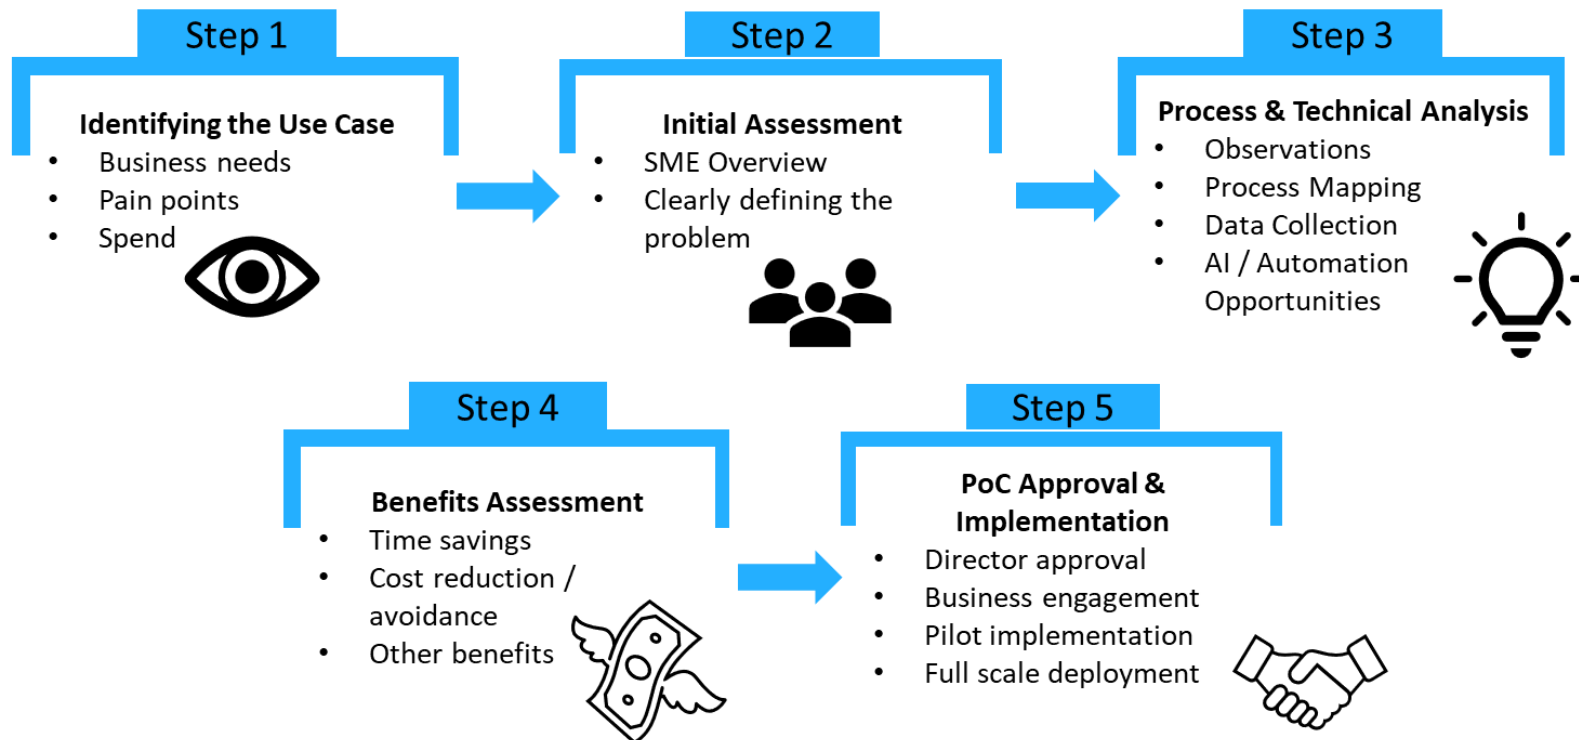 Step 1
Identifying the Use Case
• Business needs
• Pain points
• Spend
Step 2
Initial Assessment
• SME Overview
• Clearly defining the
problem
Step 3
Process & Technical Analysis
• Observations
• Process Mapping
• Data Collection
• AI / Automation
Opportunities
Step 4
Benefits Assessment
• Time savings
• Cost reduction /
avoidance
• Other benefits
Step 5
PoC Approval &
Implementation
• Director approval
• Business engagement
• Pilot implementation
• Full scale deployment